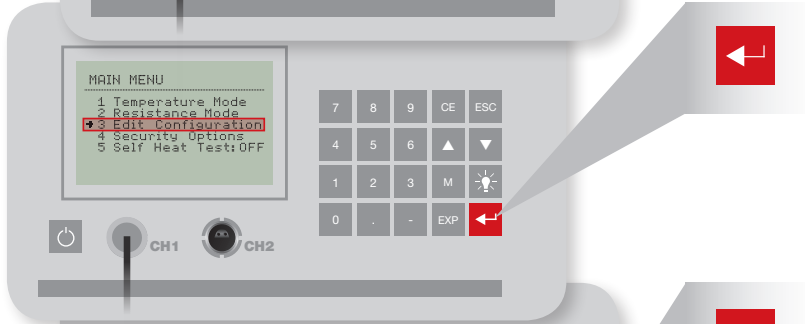 MAIN MENU
1 Temperature Mode
2 Resistance Mode
3 Edit Configuration
4 Security Options
5 Self Heat Test:OFF
7 8 9 CE ESC
4 5 6
1 2 3 M
0 . - EXP
CH1 CH2